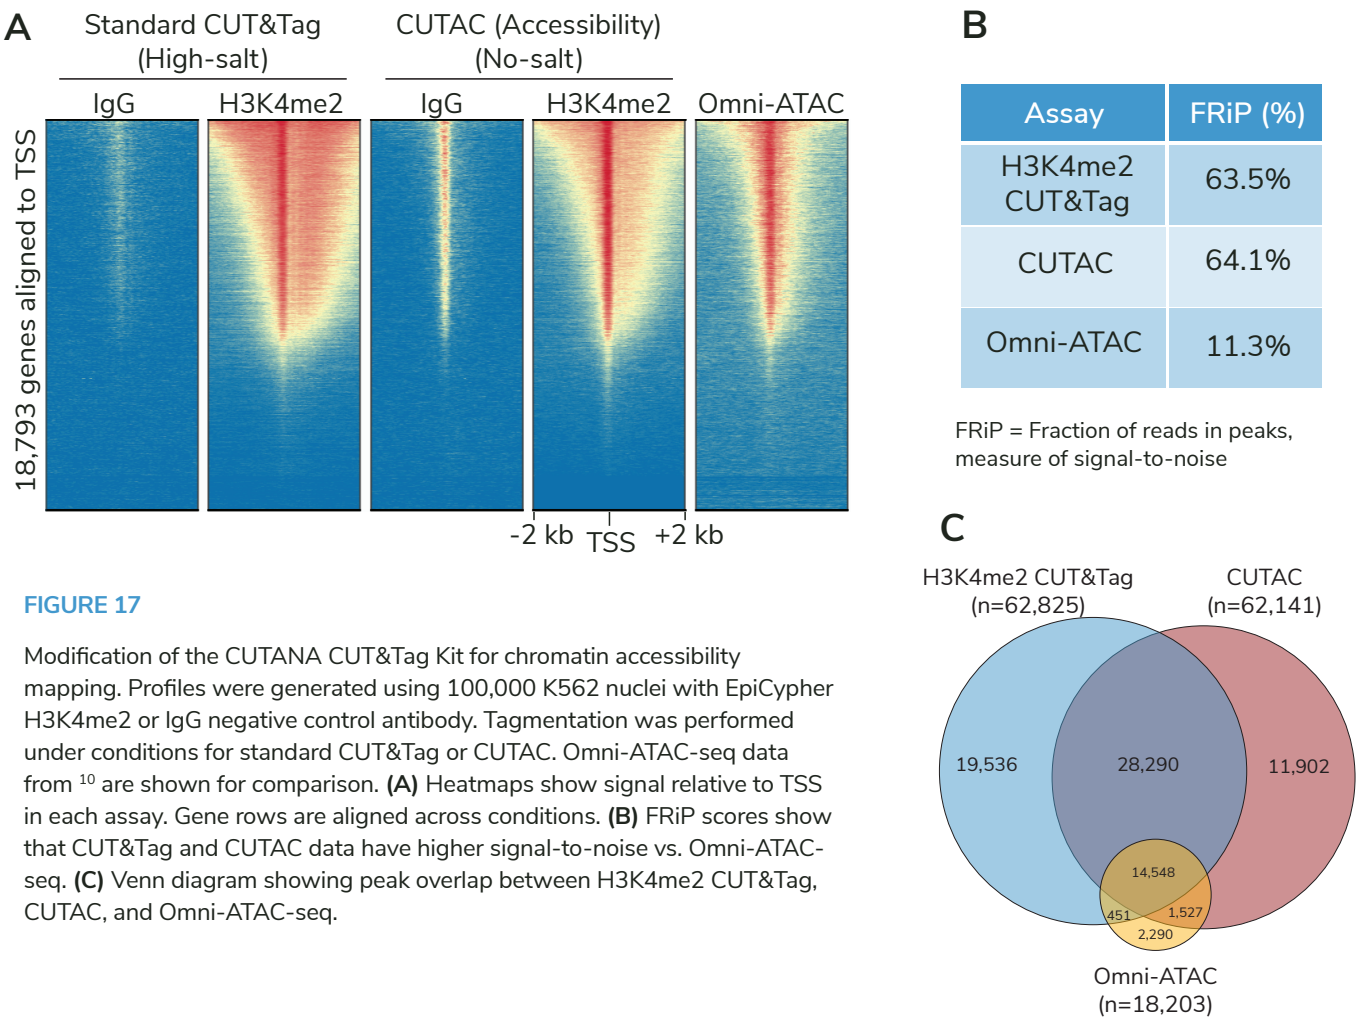 A
Standard CUT&Tag
(High-salt)
CUTAC (Accessibility)
(No-salt)
IgG
H3K4me2
IgG
H3K4me2
Omni-ATAC
18,793 genes aligned to TSS
-2 kb
TSS
+2 kb
B
Assay FRiP (%)
H3K4me2
CUT&Tag
63.5%
CUTAC 64.1%
Omni-ATAC 11.3%
FRiP = Fraction of reads in peaks,
measure of signal-to-noise
C
H3K4me2 CUT&Tag
(n=62,825)
CUTAC
(n=62,141)
19,536
28,290
11,902
14,548
451
1,527
2,290
Omni-ATAC
(n=18,203)
FIGURE 17
Modification of the CUTANA CUT&Tag Kit for chromatin accessibility
mapping. Profiles were generated using 100,000 K562 nuclei with EpiCypher
H3K4me2 or IgG negative control antibody. Tagmentation was performed
under conditions for standard CUT&Tag or CUTAC. Omni-ATAC-seq data
from 10 are shown for comparison. (A) Heatmaps show signal relative to TSS
in each assay. Gene rows are aligned across conditions. (B) FRiP scores show
that CUT&Tag and CUTAC data have higher signal-to-noise vs. Omni-ATAC-
seq. (C) Venn diagram showing peak overlap between H3K4me2 CUT&Tag,
CUTAC, and Omni-ATAC-seq.